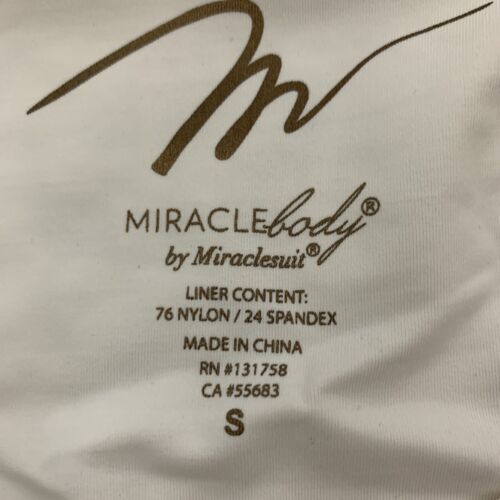 MIRACLEbody®
by Miraclesuit®
LINER CONTENT:
76 NYLON / 24 SPANDEX
MADE IN CHINA
RN #131758
CA #55683
S